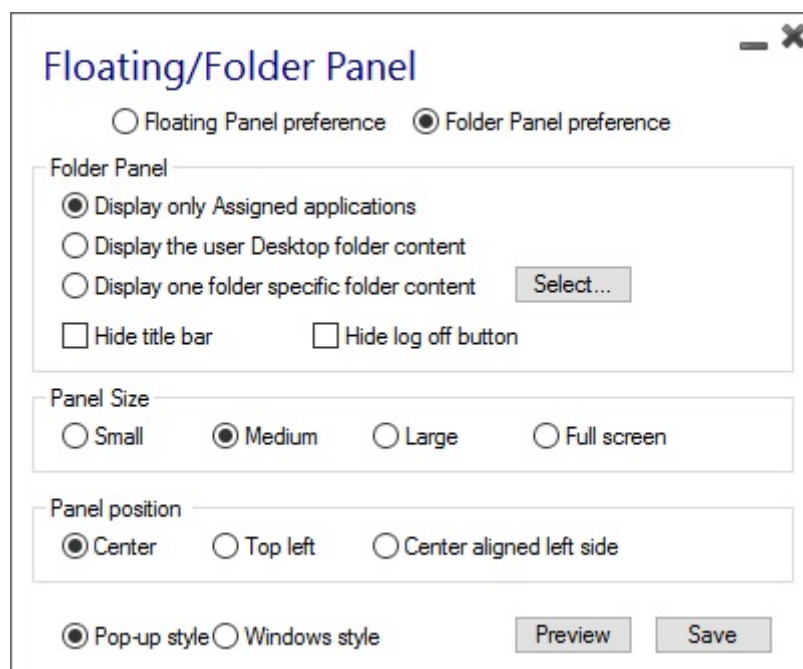 Floating/Folder Panel
Floating Panel preference Folder Panel preference
Folder Panel
Display only Assigned applications
Display the user Desktop folder content
Display one folder specific folder content Select...
Hide title bar Hide log off button
Panel Size
Small Medium Large Full screen
Panel position
Center Top left Center aligned left side
Pop-up style Windows style Preview Save